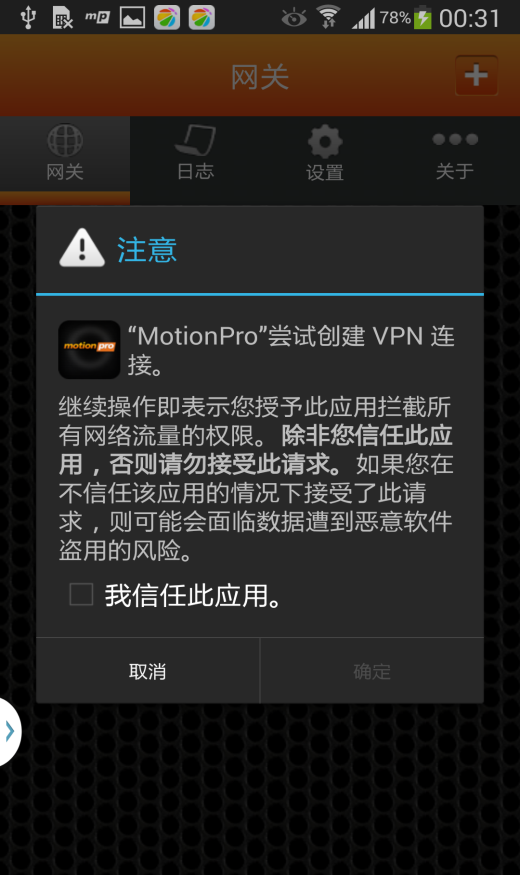 mP
78% 00:31
网关
网关 日志 设置 关于
注意
motion pro
“MotionPro”尝试创建 VPN 连
接。
继续操作即表示您授予此应用拦截所
有网络流量的权限。除非您信任此应
用，否则请勿接受此请求。如果您在
不信任该应用的情况下接受了此请
求，则可能会面临数据遭到恶意软件
盗用的风险。
我信任此应用。
取消 确定